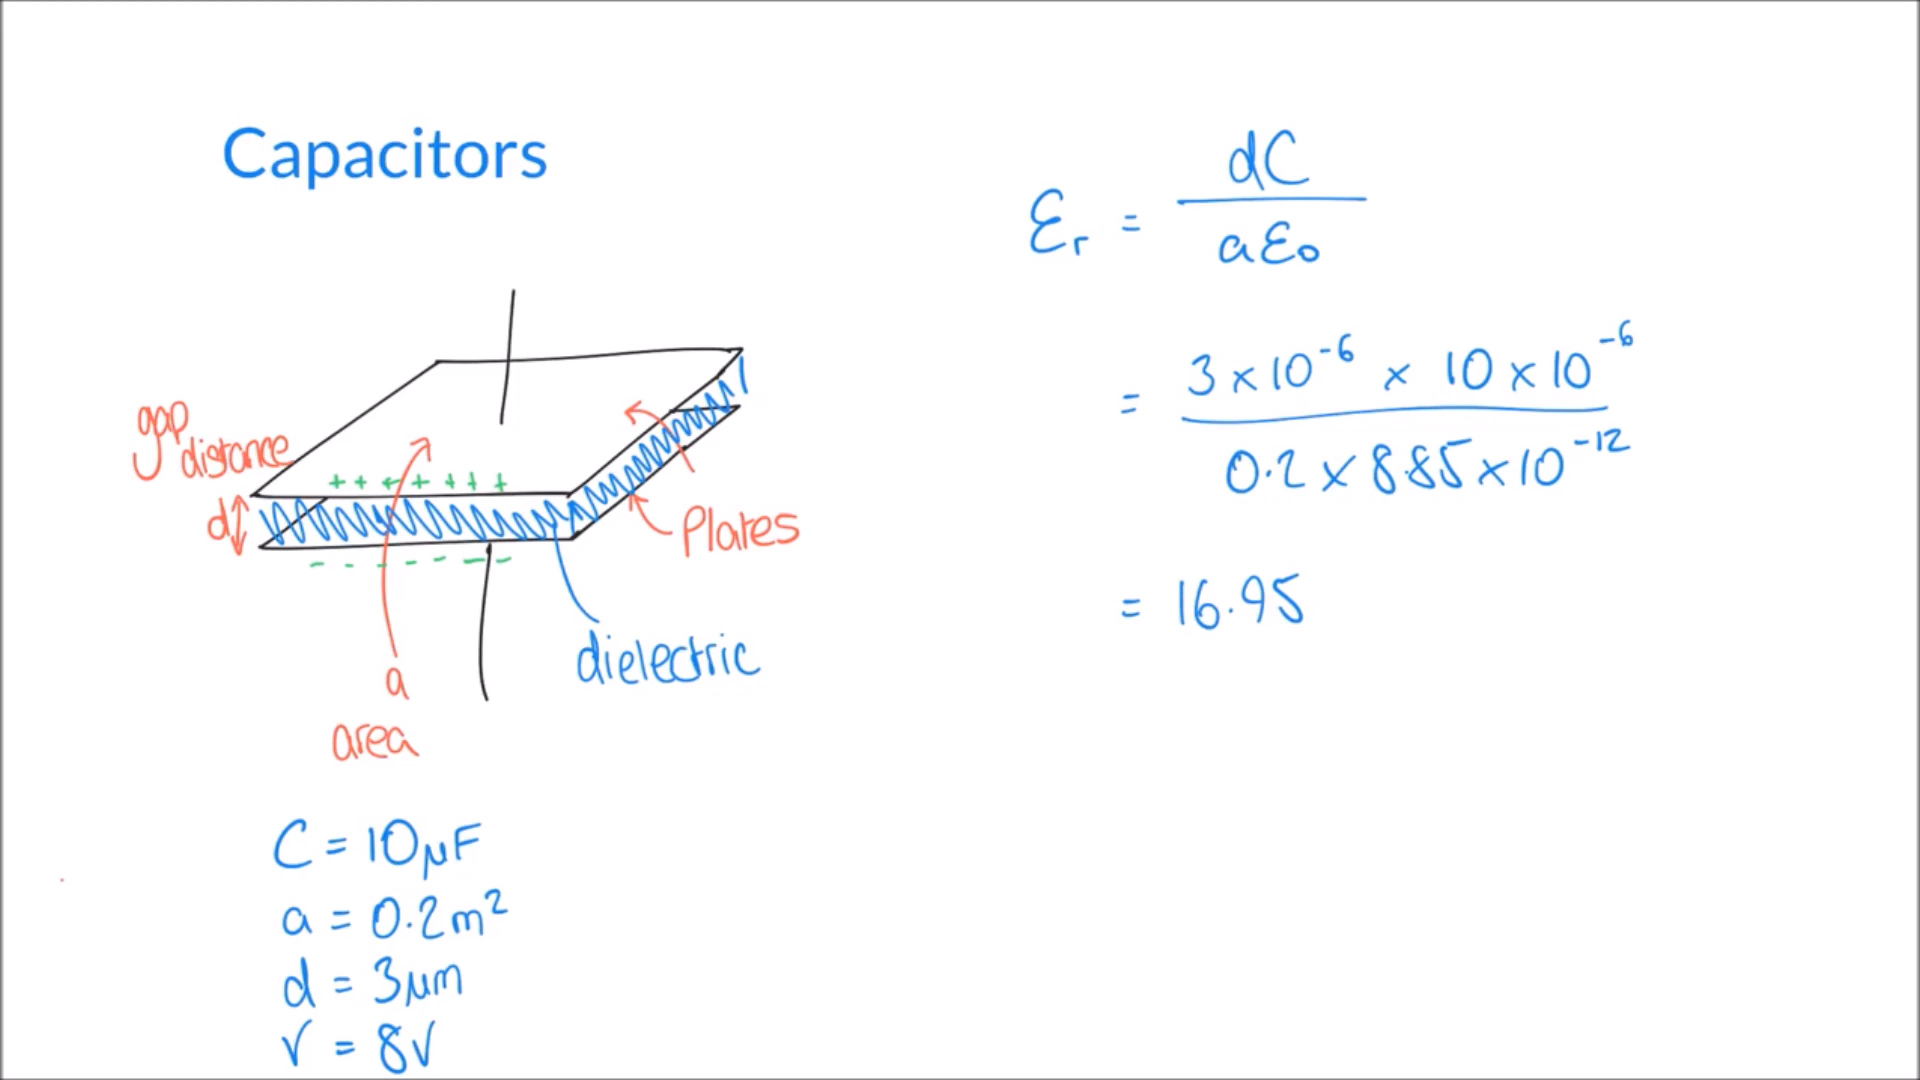 Capacitors
gap
distance
d
+ + + + + + +
- - - - - - -
Plates
dielectric
a
area
C = 10μF
a = 0.2m²
d = 3μm
V = 8V
εr = dC / aε0
= 3 × 10⁻⁶ × 10 × 10⁻⁶ / 0.2 × 8.85 × 10⁻¹²
= 16.95